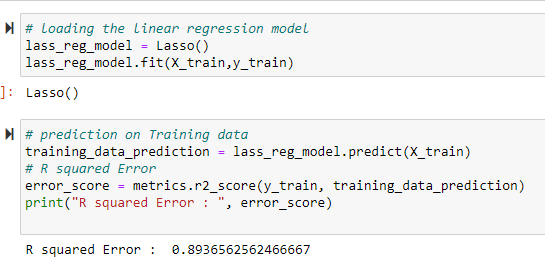 # loading the linear regression model
lass_reg_model = Lasso()
lass_reg_model.fit(X_train,y_train)
]: Lasso()
# prediction on Training data
training_data_prediction = lass_reg_model.predict(X_train)
# R squared Error
error_score = metrics.r2_score(y_train, training_data_prediction)
print("R squared Error : ", error_score)
R squared Error :  0.8936562562466667